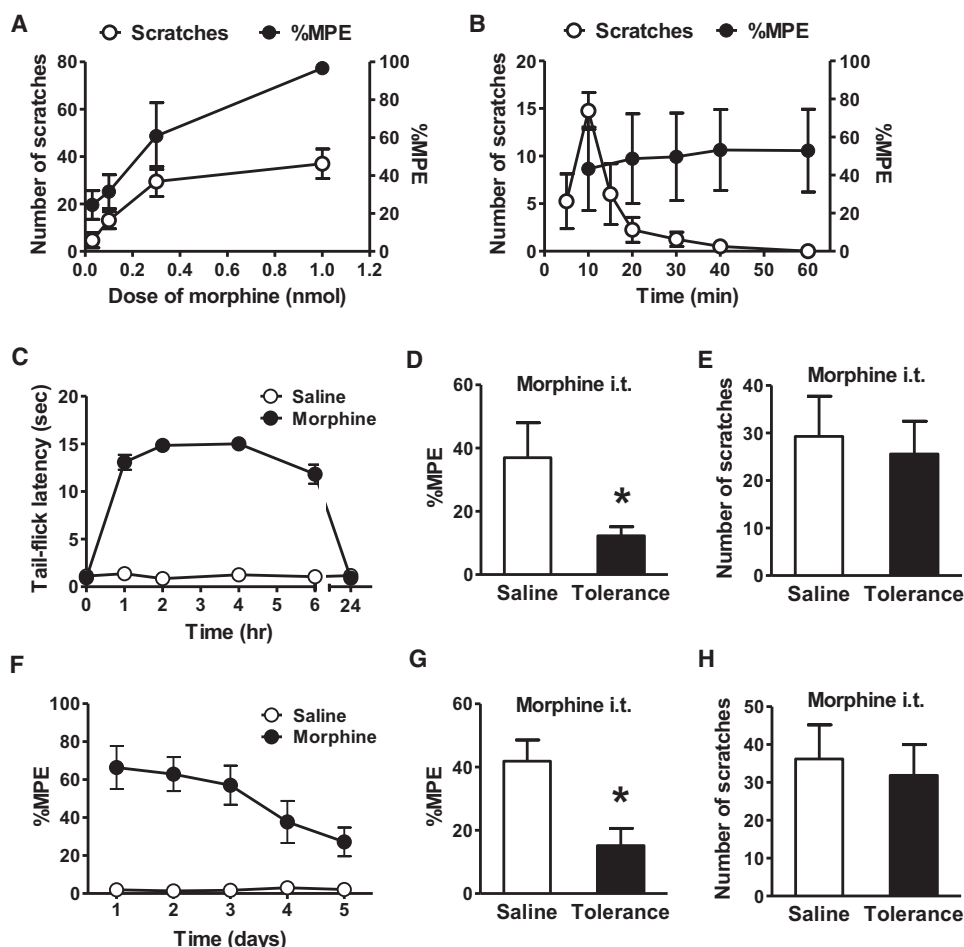 A
Scratches %MPE
Number of scratches
80
60
40
20
0
100
80
60
40
20
0
%MPE
0.0 0.2 0.4 0.6 0.8 1.0 1.2
Dose of morphine (nmol)
B
Scratches %MPE
Number of scratches
20
15
10
5
0
100
80
60
40
20
0
%MPE
0 10 20 30 40 50 60
Time (min)
C
Saline
Morphine
Tail-flick latency (sec)
20
15
10
5
0
0 1 2 3 4 5 6 24
Time (hr)
D
Morphine i.t.
%MPE
60
40
20
0
*
Saline Tolerance
E
Morphine i.t.
Number of scratches
40
30
20
10
0
Saline Tolerance
F
Saline
Morphine
%MPE
100
80
60
40
20
0
1 2 3 4 5
Time (days)
G
Morphine i.t.
%MPE
60
40
20
0
*
Saline Tolerance
H
Morphine i.t.
Number of scratches
50
40
30
20
10
0
Saline Tolerance